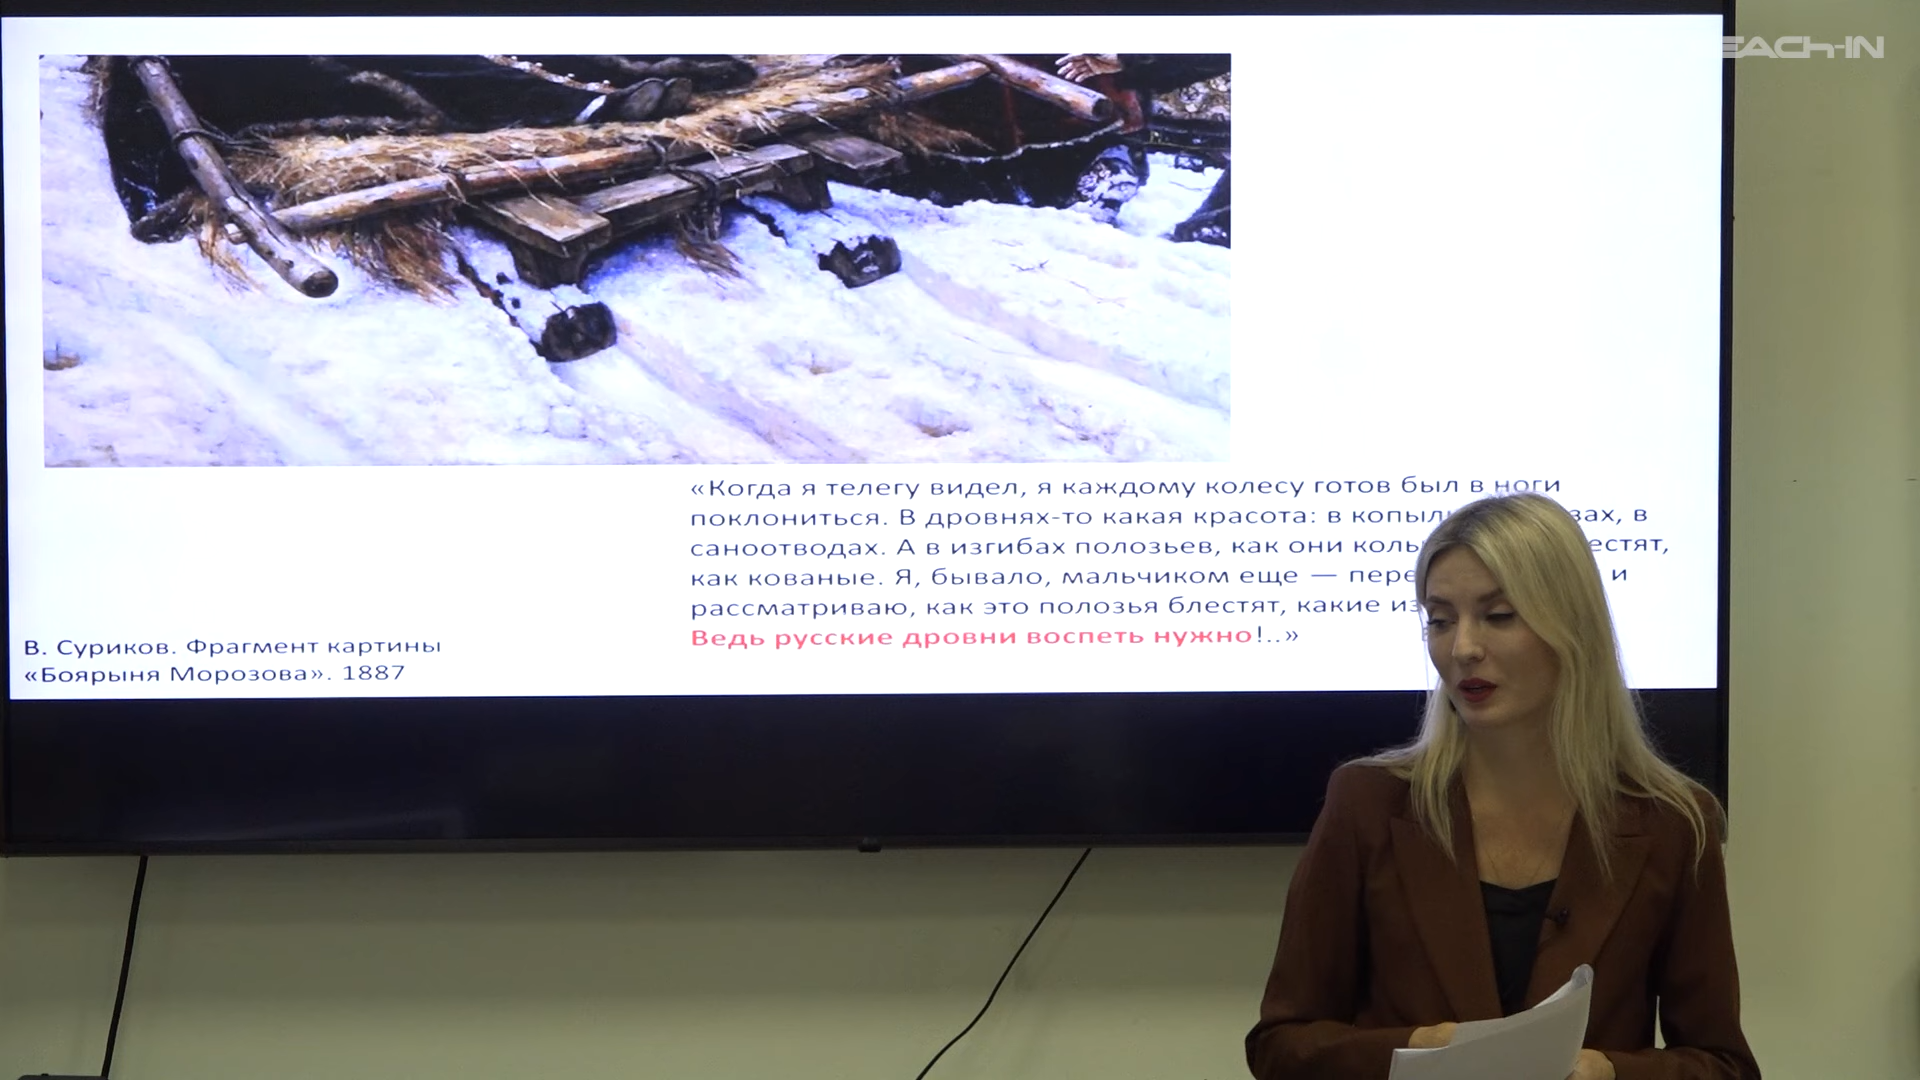 EACh-IN
«Когда я телегу видел, я каждому колесу готов был в ноги
поклониться. В дровнях-то какая красота: в копыл зах, в
саноотводах. А в изгибах полозьев, как они коль естят,
как кованые. Я, бывало, мальчиком еще — пере и
рассматриваю, как это полозья блестят, какие из
Ведь русские дровни воспеть нужно!..»
В. Суриков. Фрагмент картины
«Боярыня Морозова». 1887